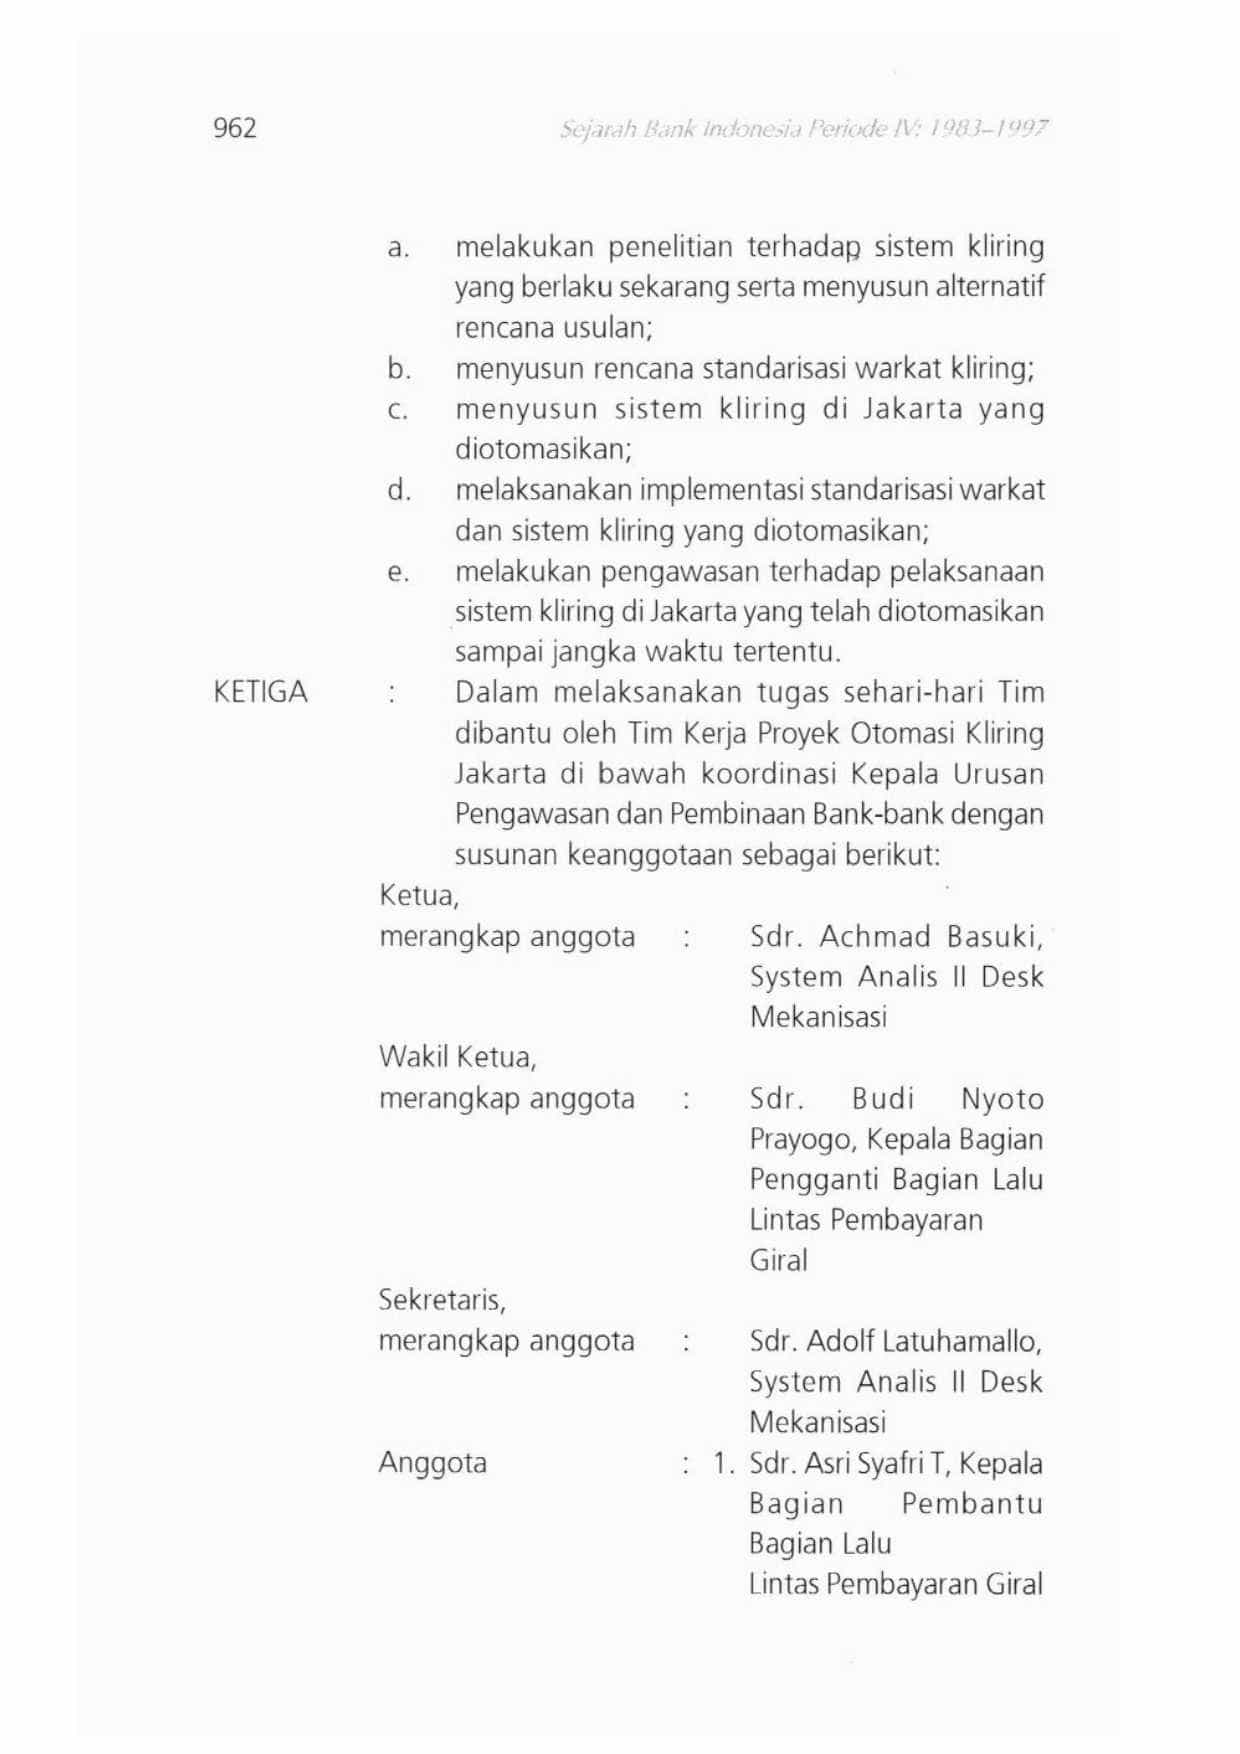 962 Sejarah Bank Indonesia Periode IV: 1983–1997
a. melakukan penelitian terhadap sistem kliring
yang berlaku sekarang serta menyusun alternatif
rencana usulan;
b. menyusun rencana standarisasi warkat kliring;
c. menyusun sistem kliring di Jakarta yang
diotomasikan;
d. melaksanakan implementasi standarisasi warkat
dan sistem kliring yang diotomasikan;
e. melakukan pengawasan terhadap pelaksanaan
sistem kliring di Jakarta yang telah diotomasikan
sampai jangka waktu tertentu.
KETIGA : Dalam melaksanakan tugas sehari-hari Tim
dibantu oleh Tim Kerja Proyek Otomasi Kliring
Jakarta di bawah koordinasi Kepala Urusan
Pengawasan dan Pembinaan Bank-bank dengan
susunan keanggotaan sebagai berikut:
Ketua,
merangkap anggota : Sdr. Achmad Basuki,
System Analis II Desk
Mekanisasi
Wakil Ketua,
merangkap anggota : Sdr. Budi Nyoto
Prayogo, Kepala Bagian
Pengganti Bagian Lalu
Lintas Pembayaran
Giral
Sekretaris,
merangkap anggota : Sdr. Adolf Latuhamallo,
System Analis II Desk
Mekanisasi
Anggota : 1. Sdr. Asri Syafri T, Kepala
Bagian Pembantu
Bagian Lalu
Lintas Pembayaran Giral